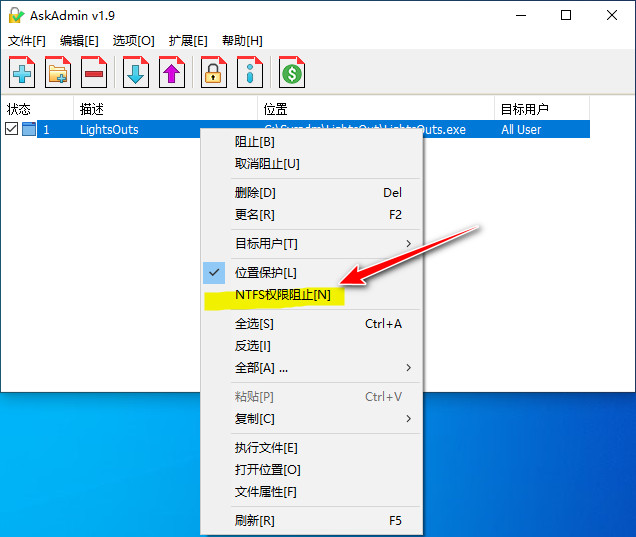 AskAdmin v1.9
文件[F] 编辑[E] 选项[O] 扩展[E] 帮助[H]
状态 描述 位置 目标用户
1 LightsOuts LightsOuts.exe All User
阻止[B]
取消阻止[U]
删除[D] Del
更名[R] F2
目标用户[T]
位置保护[L]
NTFS权限阻止[N]
全选[S] Ctrl+A
反选[I]
全部[A] ...
粘贴[P] Ctrl+V
复制[C]
执行文件[E]
打开位置[O]
文件属性[F]
刷新[R] F5